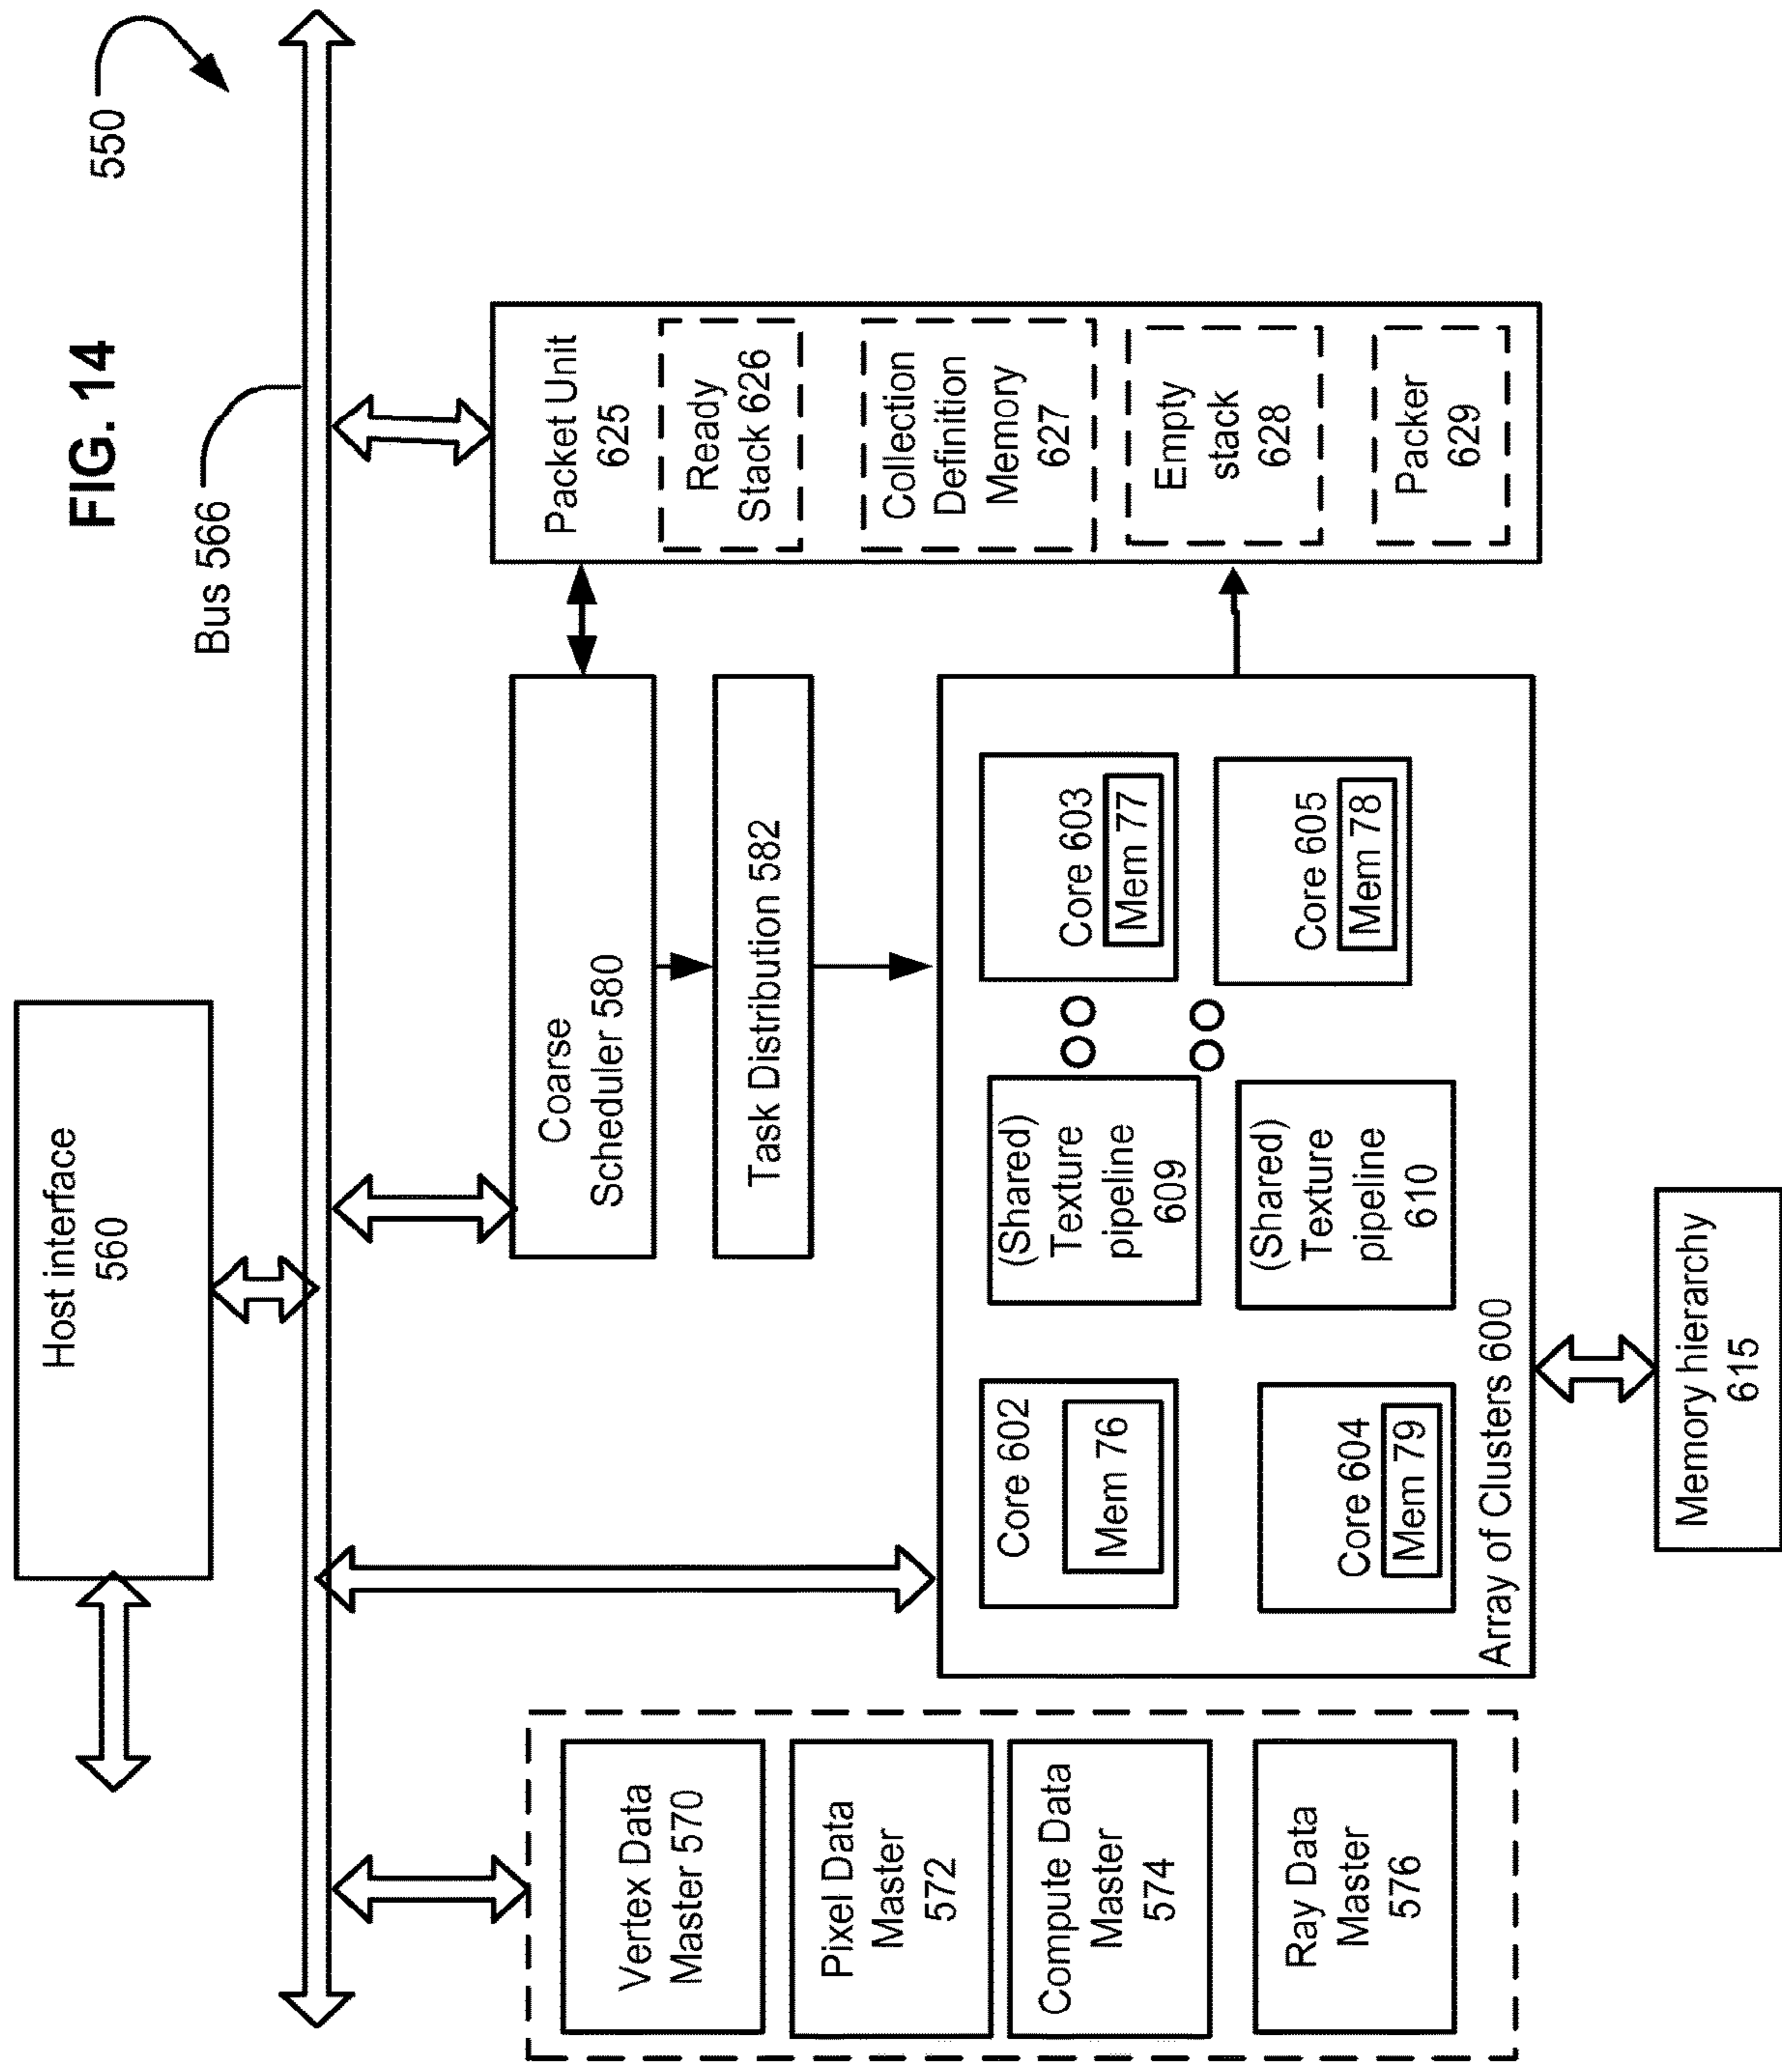 FIG. 14
550
Bus 566
Host interface
560
Vertex Data
Master 570
Pixel Data
Master
572
Compute Data
Master
574
Ray Data
Master
576
Coarse
Scheduler 580
Task Distribution 582
Packet Unit
625
Ready
Stack 626
Collection
Definition
Memory
627
Empty
stack
628
Packer
629
Core 602
Mem 76
(Shared)
Texture
pipeline
609
Core 603
Mem 77
Core 604
Mem 79
(Shared)
Texture
pipeline
610
Core 605
Mem 78
Array of Clusters 600
Memory hierarchy
615